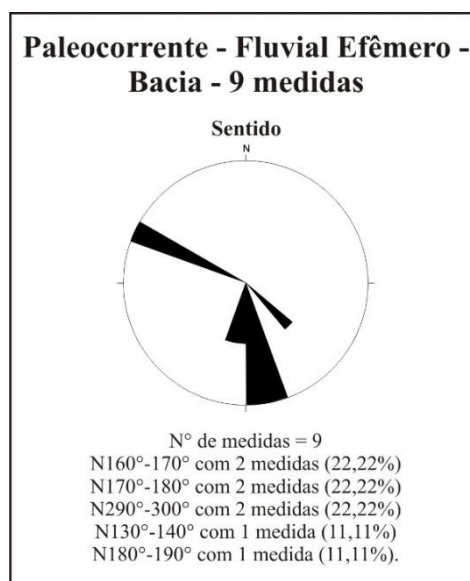 Paleocorrente - Fluvial Efêmero -
Bacia - 9 medidas
Sentido
N
N° de medidas = 9
N160°-170° com 2 medidas (22,22%)
N170°-180° com 2 medidas (22,22%)
N290°-300° com 2 medidas (22,22%)
N130°-140° com 1 medida (11,11%)
N180°-190° com 1 medida (11,11%).